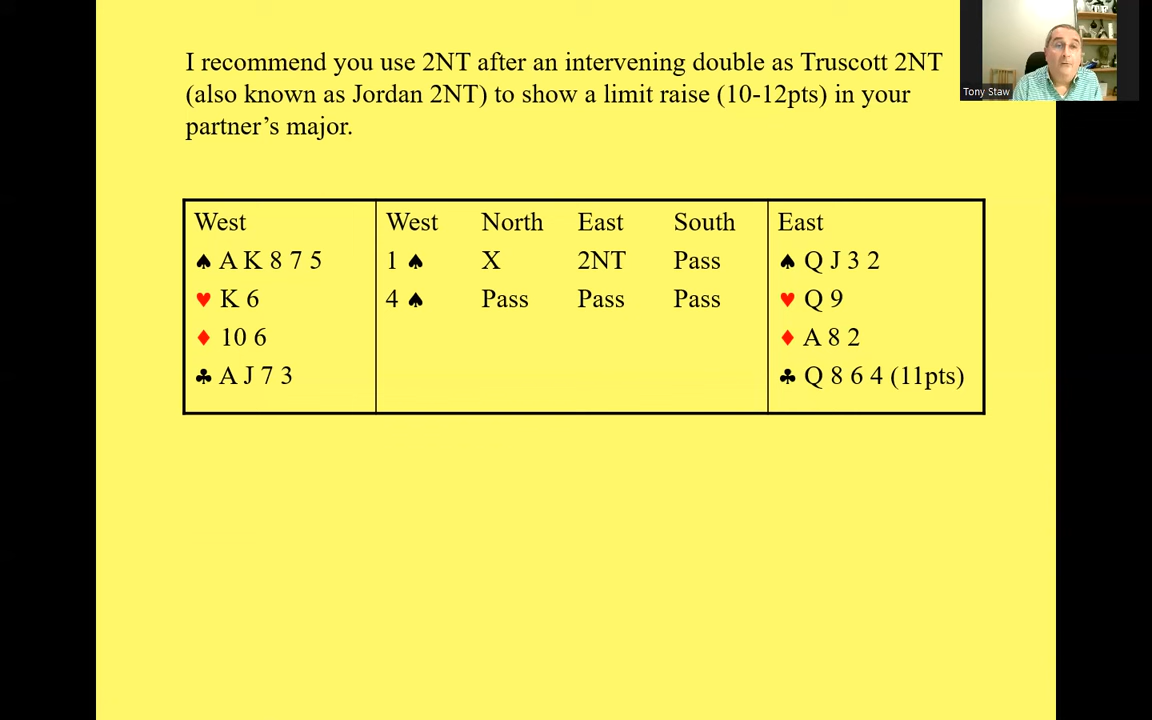 I recommend you use 2NT after an intervening double as Truscott 2NT
(also known as Jordan 2NT) to show a limit raise (10-12pts) in your
partner's major.
Tony Staw
West West North East South East
♠ A K 8 7 5 1 ♠ X 2NT Pass ♠ Q J 3 2
♥ K 6 4 ♠ Pass Pass Pass ♥ Q 9
♦ 10 6 ♦ A 8 2
♣ A J 7 3 ♣ Q 8 6 4 (11pts)